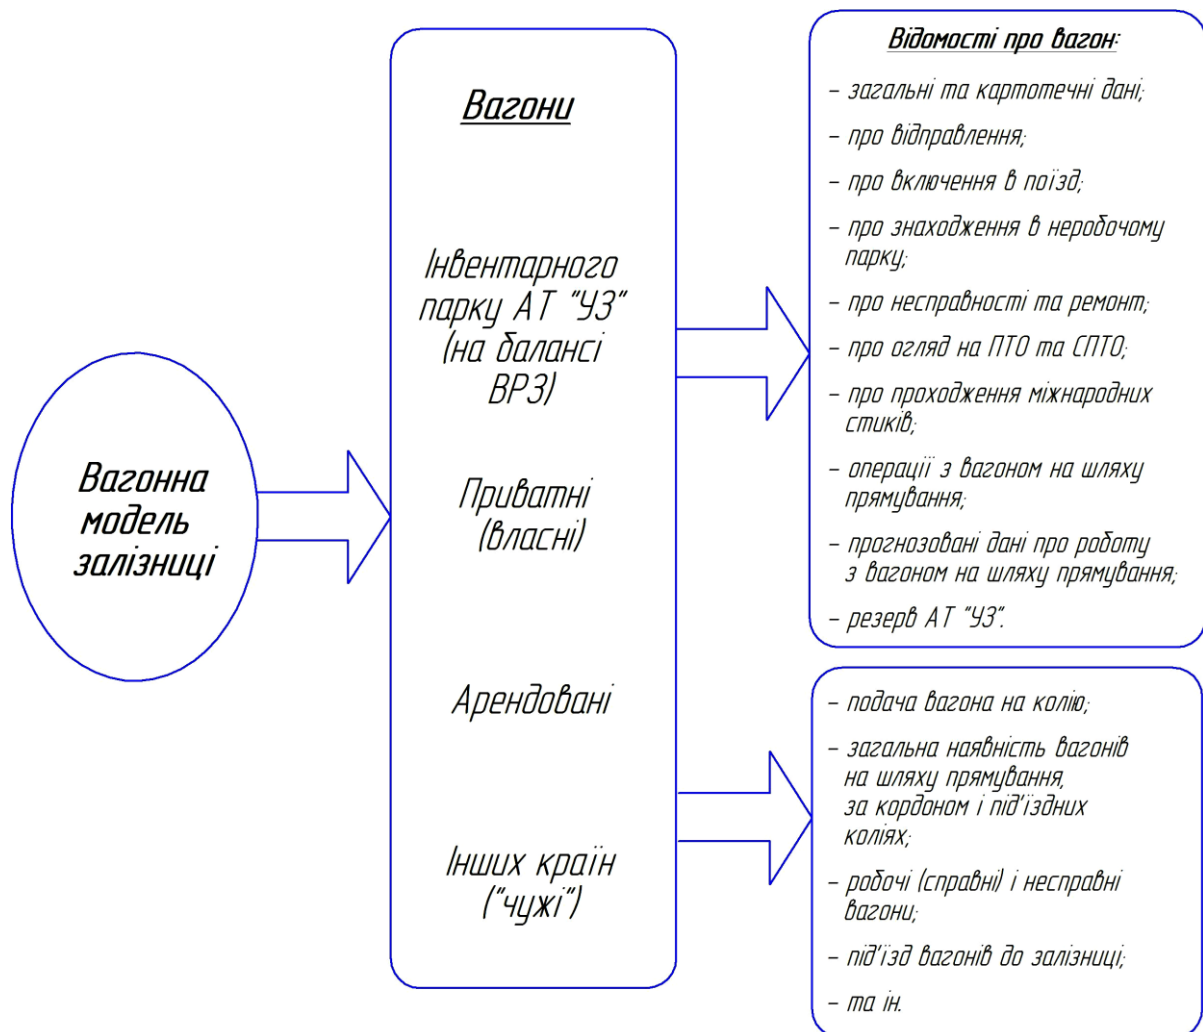 Вагонна
модель
залізниці
Вагони
Інвентарного
парку АТ "УЗ"
(на балансі
ВРЗ)
Приватні
(власні)
Арендовані
Інших країн
("чужі")
Відомості про вагон:
– загальні та картотечні дані;
– про відправлення;
– про включення в поїзд;
– про знаходження в неробочому
парку;
– про несправності та ремонт;
– про огляд на ПТО та СПТО;
– про проходження міжнародних
стиків;
– операції з вагоном на шляху
прямування;
– прогнозовані дані про роботу
з вагоном на шляху прямування;
– резерв АТ "УЗ".
– подача вагона на колію;
– загальна наявність вагонів
на шляху прямування,
за кордоном і під'їздних
коліях;
– робочі (справні) і несправні
вагони;
– під'їзд вагонів до залізниці;
– та ін.